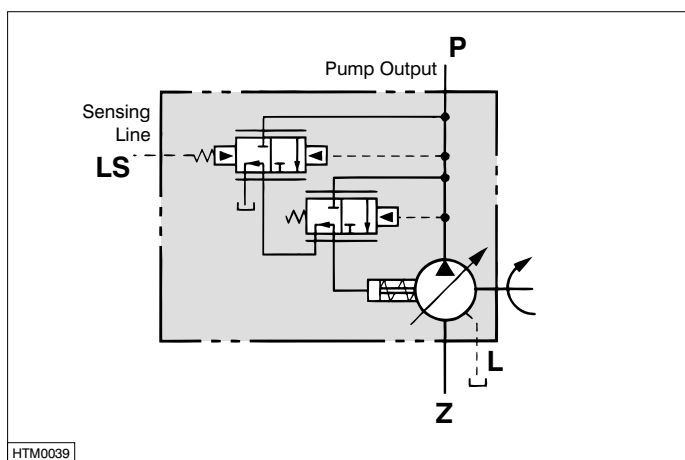 P
Pump Output
Sensing
Line
LS
L
Z
HTM0039